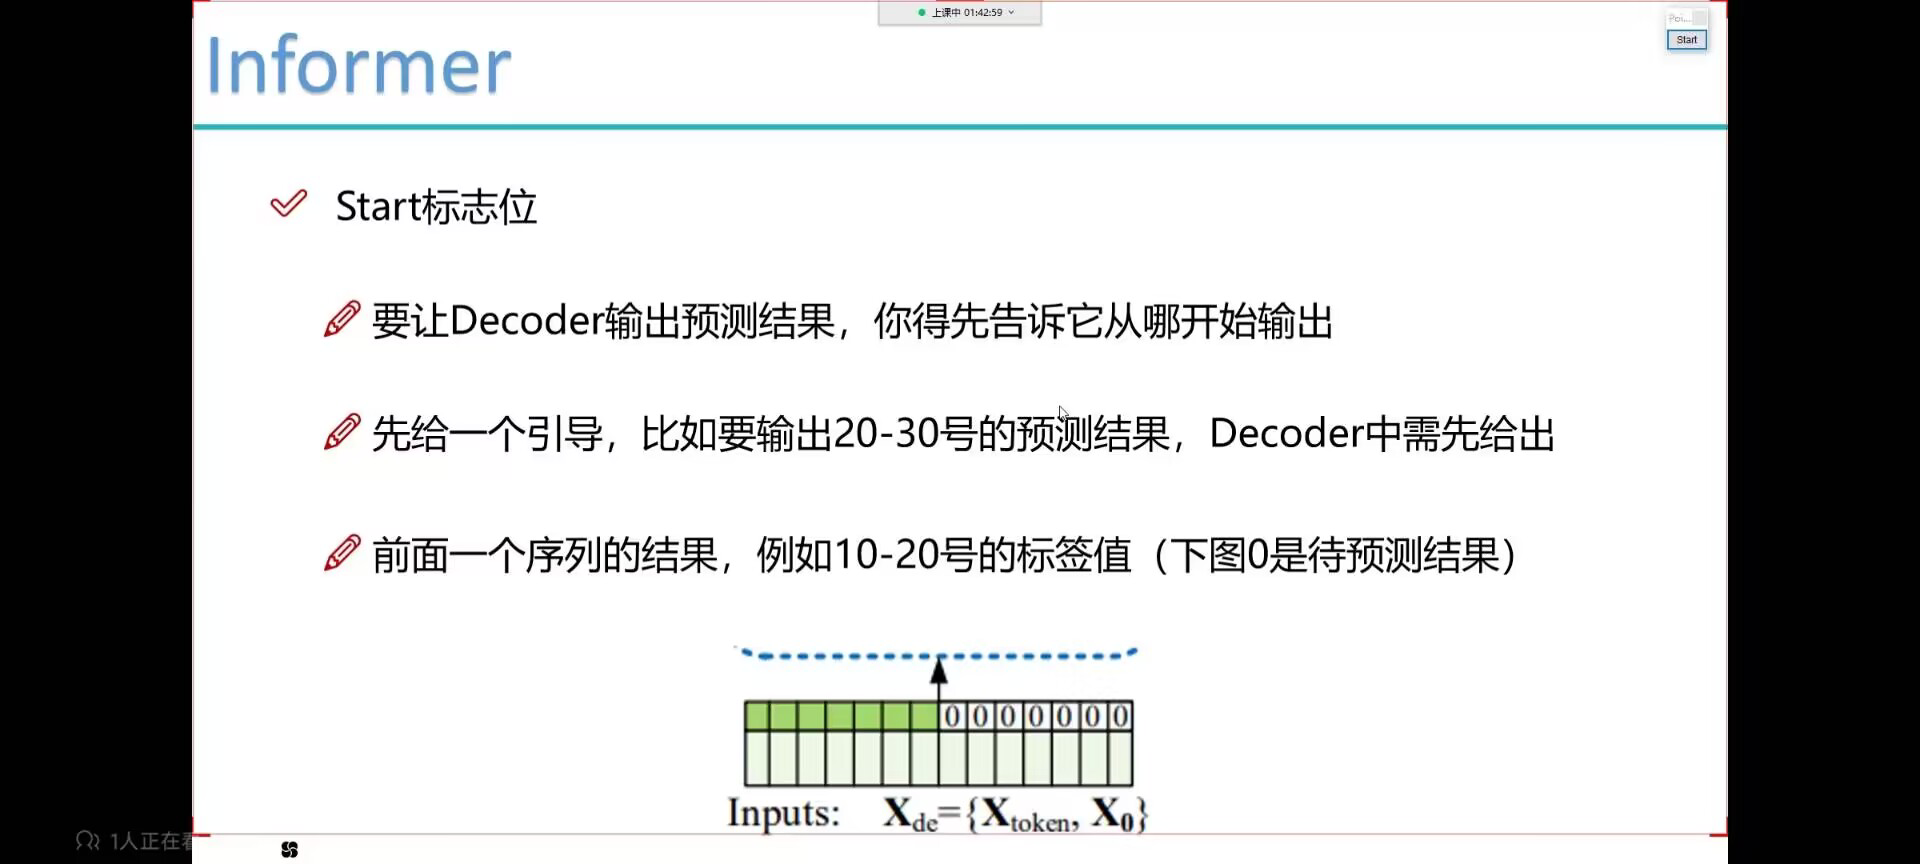 上课中 01:42:59
Poi...
Start
Informer
Start标志位
要让Decoder输出预测结果，你得先告诉它从哪开始输出
先给一个引导，比如要输出20-30号的预测结果，Decoder中需先给出
前面一个序列的结果，例如10-20号的标签值（下图0是待预测结果）
0 0 0 0 0 0 0
Inputs: X_de={X_token, X_0}
1人正在看